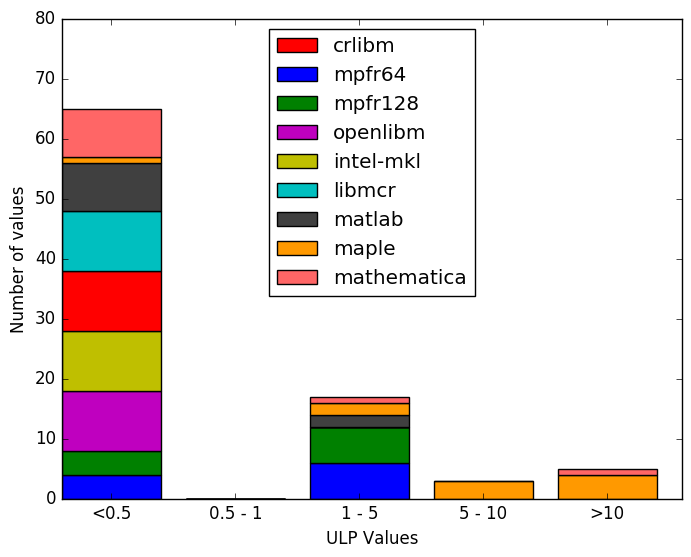 80
70
60
50
40
30
20
10
0
Number of values
crlibm
mpfr64
mpfr128
openlibm
intel-mkl
libmcr
matlab
maple
mathematica
<0.5
0.5 - 1
1 - 5
5 - 10
>10
ULP Values